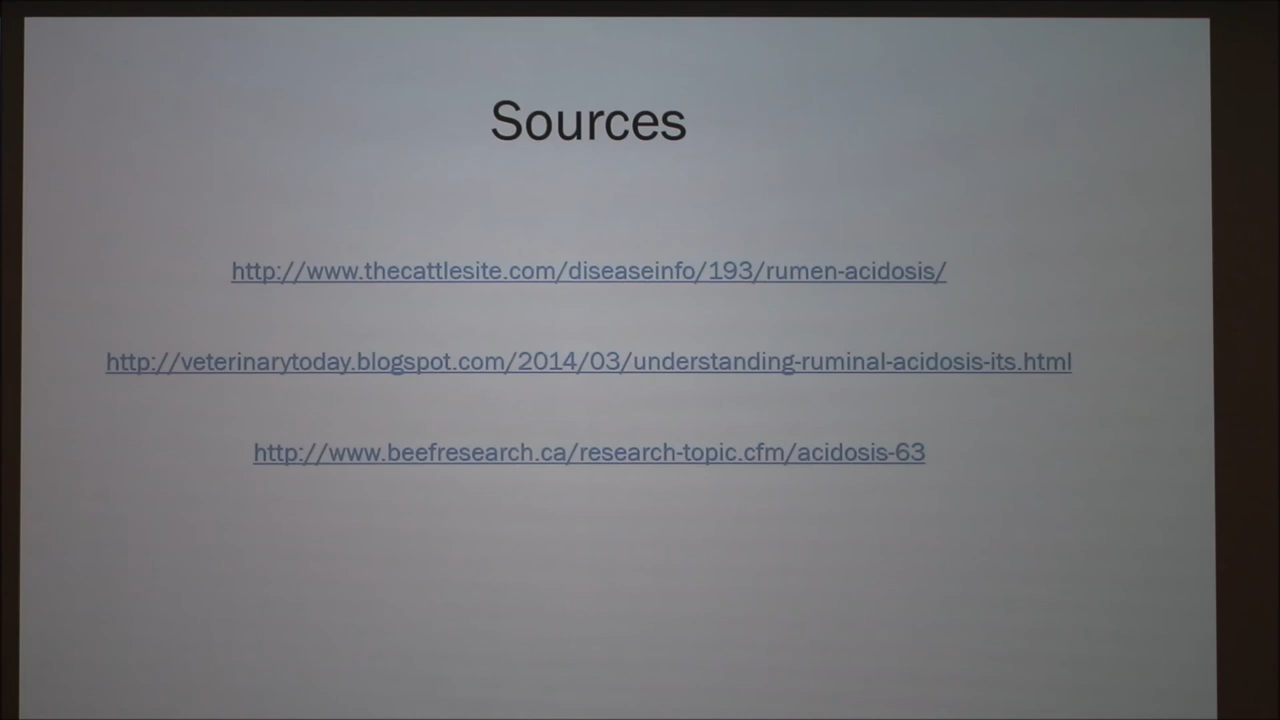 Sources
http://www.thecattlesite.com/diseaseinfo/193/rumen-acidosis/
http://veterinarytoday.blogspot.com/2014/03/understanding-ruminal-acidosis-its.html
http://www.beefresearch.ca/research-topic.cfm/acidosis-63